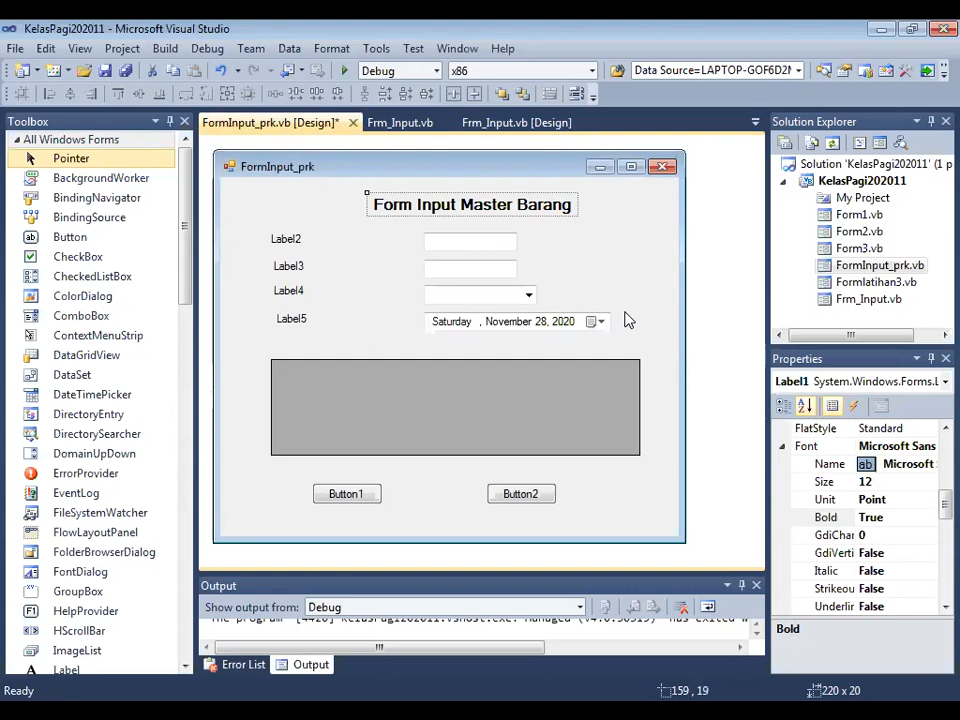 KelasPagi202011 - Microsoft Visual Studio
File Edit View Project Build Debug Team Data Format Tools Test Window Help
Debug x86 Data Source=LAPTOP-GOF6D2
Toolbox
All Windows Forms
Pointer
BackgroundWorker
BindingNavigator
BindingSource
Button
CheckBox
CheckedListBox
ColorDialog
ComboBox
ContextMenuStrip
DataGridView
DataSet
DateTimePicker
DirectoryEntry
DirectorySearcher
DomainUpDown
ErrorProvider
EventLog
FileSystemWatcher
FlowLayoutPanel
FolderBrowserDialog
FontDialog
GroupBox
HelpProvider
HScrollBar
ImageList
Label
FormInput_prk.vb [Design]* Frm_Input.vb Frm_Input.vb [Design]
FormInput_prk
Form Input Master Barang
Label2
Label3
Label4
Label5 Saturday , November 28, 2020
Button1 Button2
Output
Show output from: Debug
Error List Output
Solution Explorer
Solution 'KelasPagi202011' (1 p
KelasPagi202011
My Project
Form1.vb
Form2.vb
Form3.vb
FormInput_prk.vb
Formlatihan3.vb
Frm_Input.vb
Properties
Label1 System.Windows.Forms.L
FlatStyle Standard
Font Microsoft Sans
Name ab Microsoft
Size 12
Unit Point
Bold True
GdiChar 0
GdiVerti False
Italic False
Strikeou False
Underlir False
Bold
Ready 159 , 19 220 x 20